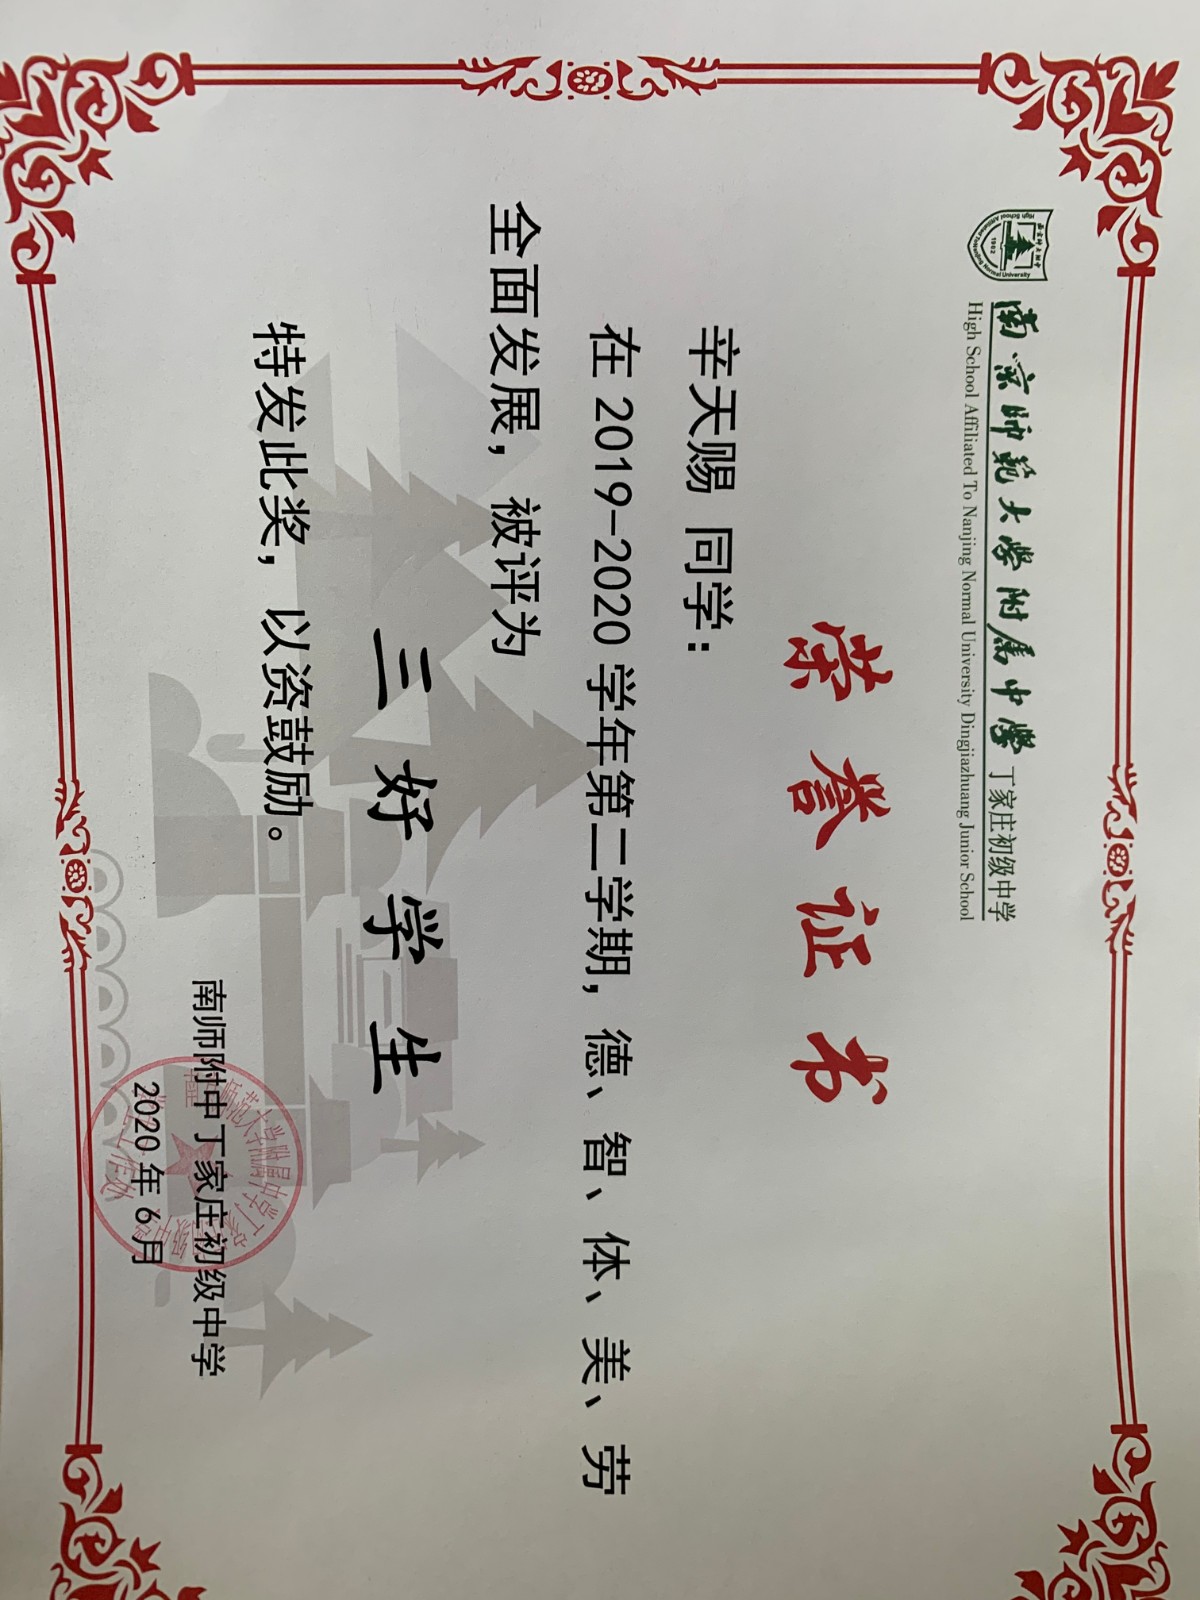 南京师范大学附属中学丁家庄初级中学
High School Affiliated To Nanjing Normal University Dingjiazhuang Junior School
荣誉证书
辛天赐 同学：
在 2019-2020 学年第二学期，德、智、体、美、劳
全面发展，被评为
三好学生
特发此奖，以资鼓励。
南师附中丁家庄初级中学
2020 年 6 月
1902